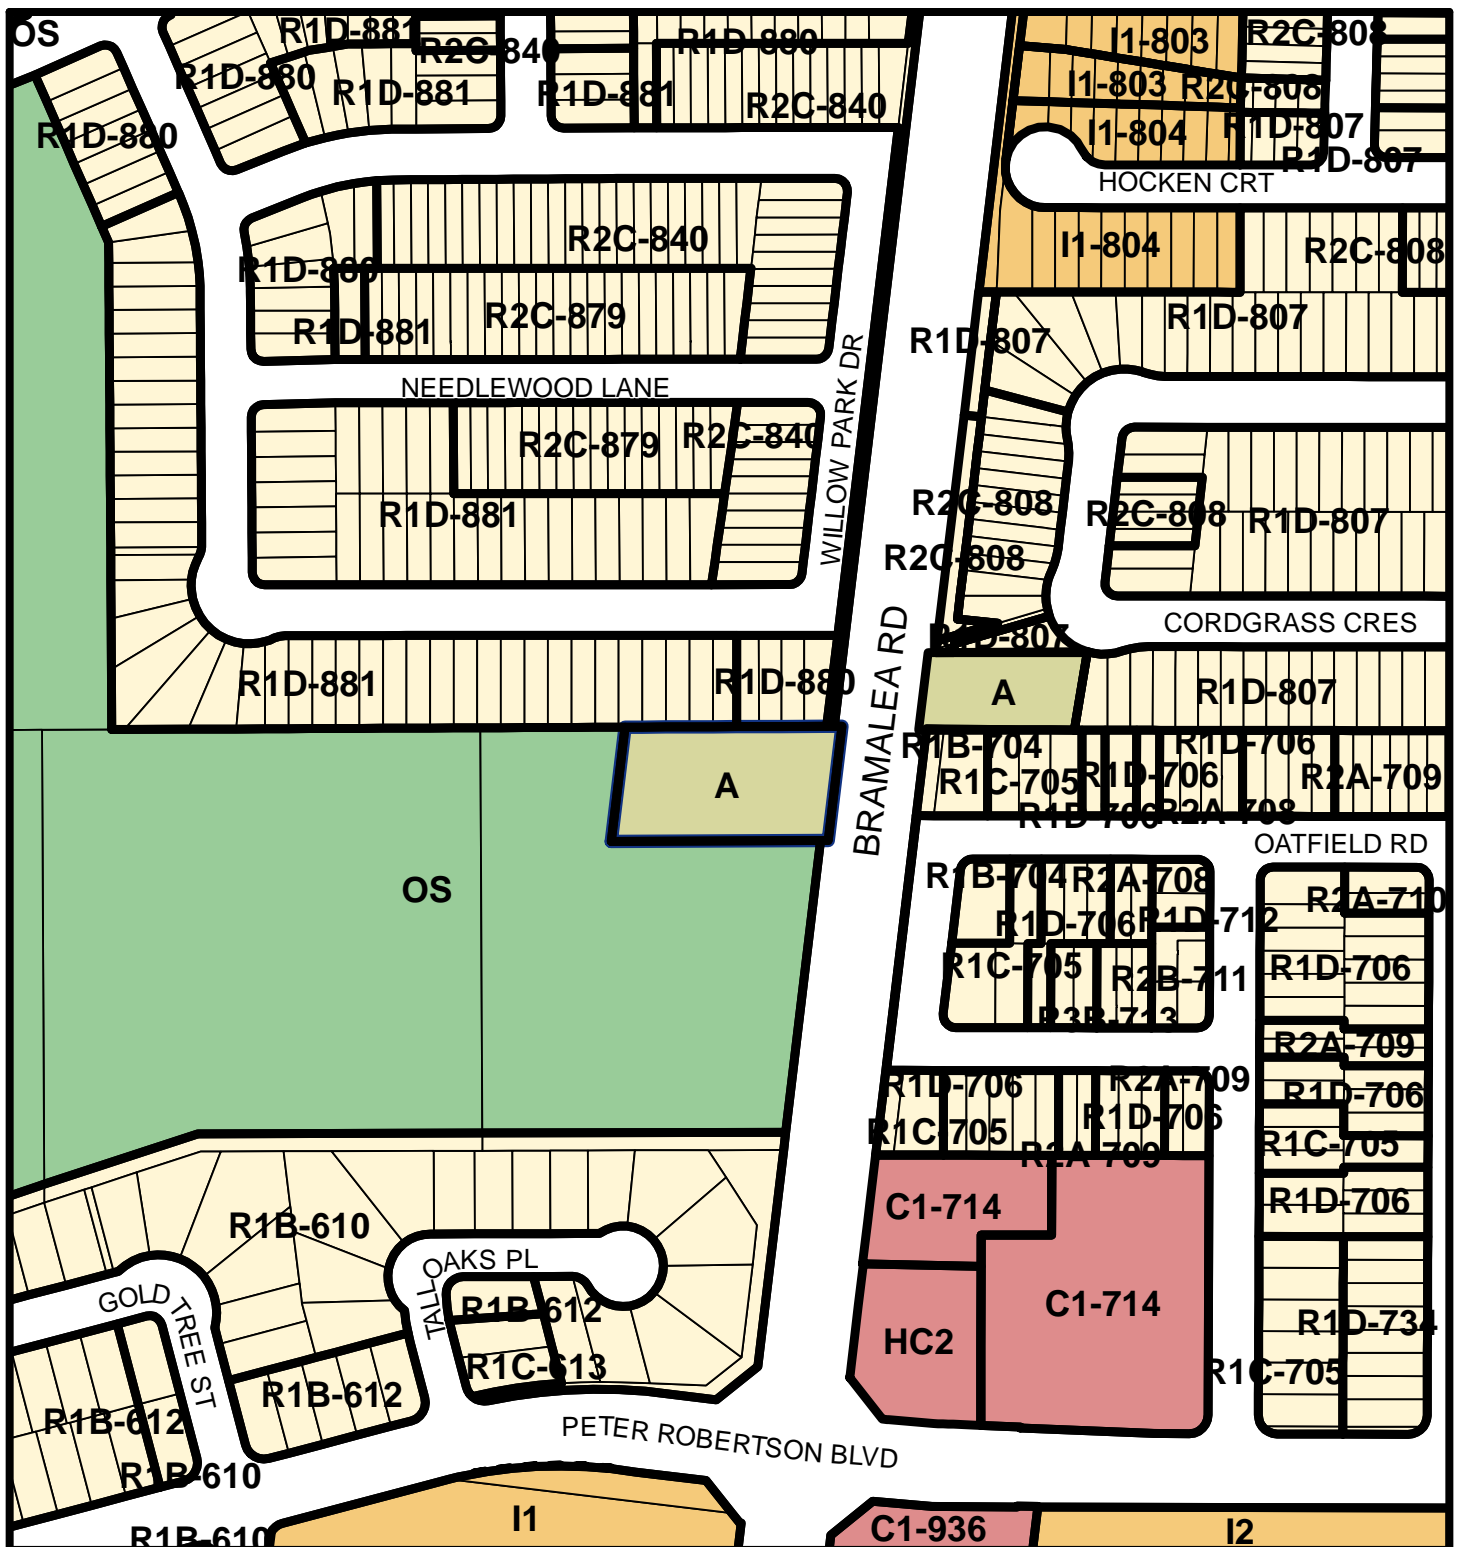 OS
R1D-881
R2C-840
R1D-880
I1-803
R2C-808
R1D-880
R1D-881
R1D-881
R2C-840
I1-803
R2C-808
R1D-880
I1-804
R1D-807
R1D-807
HOCKEN CRT
R2C-840
I1-804
R2C-808
R1D-880
R1D-881
R2C-879
R1D-807
R1D-807
NEEDLEWOOD LANE
WILLOW PARK DR
R2C-879
R2C-840
R1D-881
R2C-808
R2C-808
R1D-807
R2C-808
CORDGRASS CRES
R1D-807
R1D-881
R1D-880
A
R1D-807
BRAMALEA RD
A
R1B-704
R1D-706
R1C-705
R1D-706
R2A-709
R1D-706
R2A-708
OATFIELD RD
OS
R1B-704
R2A-708
R2A-710
R1D-706
R1D-712
R1C-705
R2B-711
R1D-706
R3B-713
R2A-709
R1D-706
R2A-709
R1D-706
R1D-706
R1C-705
R1C-705
R2A-709
R1D-706
C1-714
R1B-610
TALL OAKS PL
GOLD TREE ST
R1B-612
C1-714
HC2
R1D-734
R1C-613
R1C-705
R1B-612
R1B-612
PETER ROBERTSON BLVD
R1B-610
I1
C1-936
I2
R1B-610